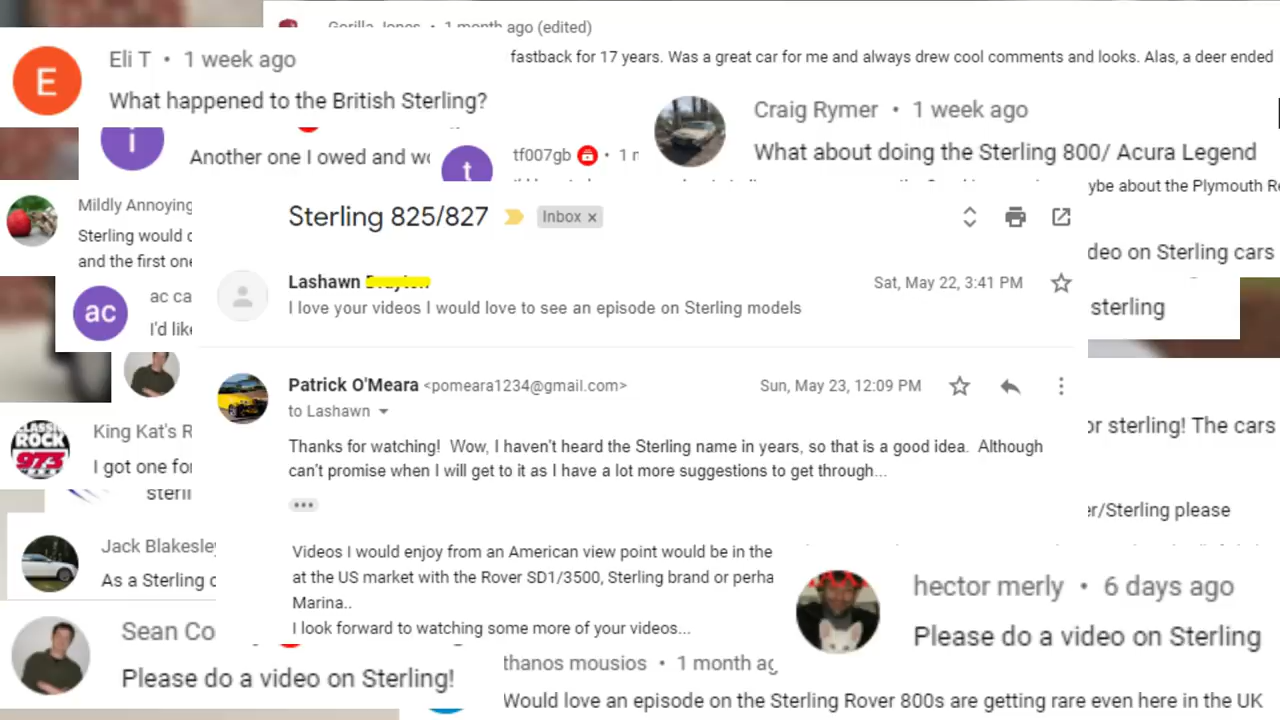 Gorilla Jones • 1 month ago (edited)
fastback for 17 years. Was a great car for me and always drew cool comments and looks. Alas, a deer ended
E
Eli T • 1 week ago
What happened to the British Sterling?
Craig Rymer • 1 week ago
What about doing the Sterling 800/ Acura Legend
i
Another one I owed and
t
tf007gb • 1
Mildly Annoying
Sterling would
and the first one
ac
ac ca
I'd like
Sterling 825/827
Inbox x
Lashawn
Sat, May 22, 3:41 PM
I love your videos I would love to see an episode on Sterling models
Patrick O'Meara <pomeara1234@gmail.com>
Sun, May 23, 12:09 PM
to Lashawn
Thanks for watching! Wow, I haven't heard the Sterling name in years, so that is a good idea. Although
can't promise when I will get to it as I have a lot more suggestions to get through...
about the Plymouth
deo on Sterling cars
sterling
or sterling! The cars
er/Sterling please
CLASSIC
ROCK
973
King Kat's R
I got one for
sterli
Jack Blakesley
As a Sterling
Sean Co
Please do a video on Sterling!
Videos I would enjoy from an American view point would be in the
at the US market with the Rover SD1/3500, Sterling brand or perha
Marina..
I look forward to watching some more of your videos...
hector merly • 6 days ago
Please do a video on Sterling
thanos mousios • 1 month ag
Would love an episode on the Sterling Rover 800s are getting rare even here in the UK